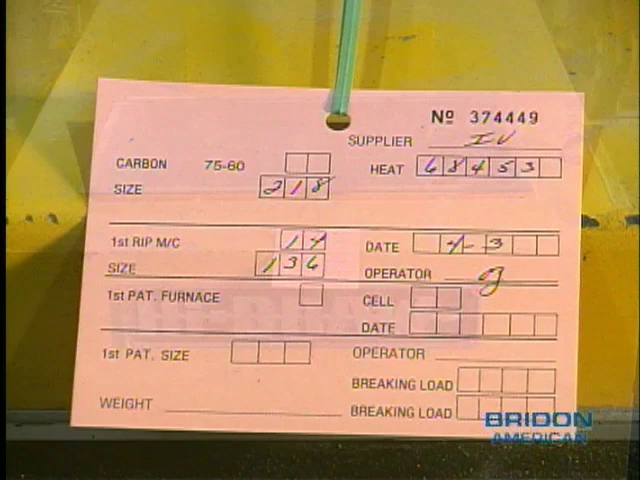 Nº 374449
SUPPLIER IV
CARBON 75-60 HEAT 68453
SIZE 218
1st RIP M/C 14 DATE 4-3
SIZE 136 OPERATOR
1st PAT. FURNACE CELL
DATE
1st PAT. SIZE OPERATOR
BREAKING LOAD
WEIGHT BREAKING LOAD
BRIDON
AMERICAN